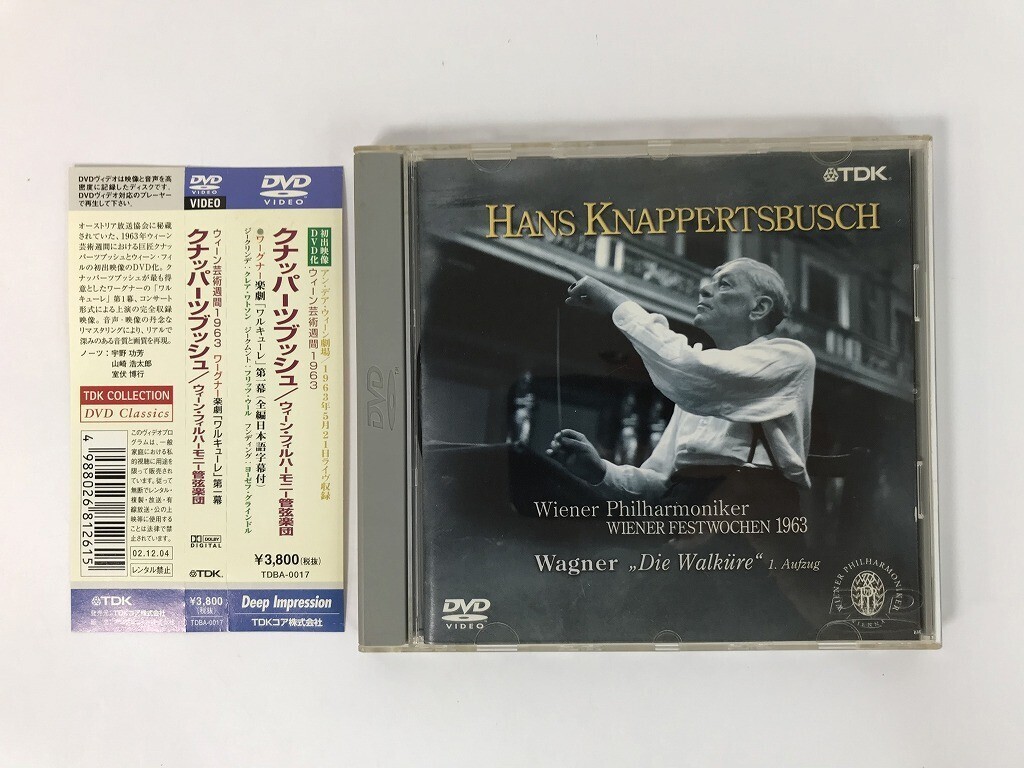 DVDヴィデオは映像と音声を高
密度に記録したディスクです。
DVDヴィデオ対応のプレーヤー
で再生して下さい。
オーストリア放送協会に秘蔵
されていた、1963年ウィーン
芸術週間における巨匠クナッ
パーツブッシュとウィーン・フィ
ルの初出映像のDVD化。ク
ナッパーツブッシュが最も得
意としたワーグナーの「ワル
キューレ」第1幕、コンサート
形式による上演の完全収録
映像。音声・映像の丹念な
リマスタリングにより、リアルで
深みのある音質と画質を再現。
ノーツ：宇野 功芳
山崎 浩太郎
室伏 博行
TDK COLLECTION
DVD Classics
4 988026 812615
このヴィデオプロ
グラムは、一般
家庭における私
的視聴に用途を
限って販売され
ています。従って
無断でレンタル・
複製・放送・有
線放送・公の上
映等に使用する
ことは法律で禁
止されています。
02.12.04
レンタル禁止
TDK
発売元:TDKコア株式会社
DVD
VIDEO
VIDEO
ウィーン芸術週間1963 ワーグナー楽劇「ワルキューレ」第一幕
クナッパーツブッシュ/ウィーン・フィルハーモニー管弦楽団
DOLBY
DIGITAL
TDK.
¥3,800
(税抜)
TDBA-0017
DVD
VIDEO
初出映像
DVD化
アン・デア・ウィーン劇場 1963年5月21日ライヴ収録
ウィーン芸術週間1963
クナッパーツブッシュ/ウィーン・フィルハーモニー管弦楽団
●ワーグナー楽劇「ワルキューレ」第一幕(全編日本語字幕付)
ジークリンデ:クレア・ワトソン ジークムント:フリッツ・ウール フンディング:ヨーゼフ・グラインドル
¥3,800(税抜)
TDBA-0017
Deep Impression
TDKコア株式会社
DVD
TDK.
HANS KNAPPERTSBUSCH
Wiener Philharmoniker
WIENER FESTWOCHEN 1963
Wagner „Die Walküre“ 1. Aufzug
DVD
VIDEO
WIENER PHILHARMONIKER
VIENNA